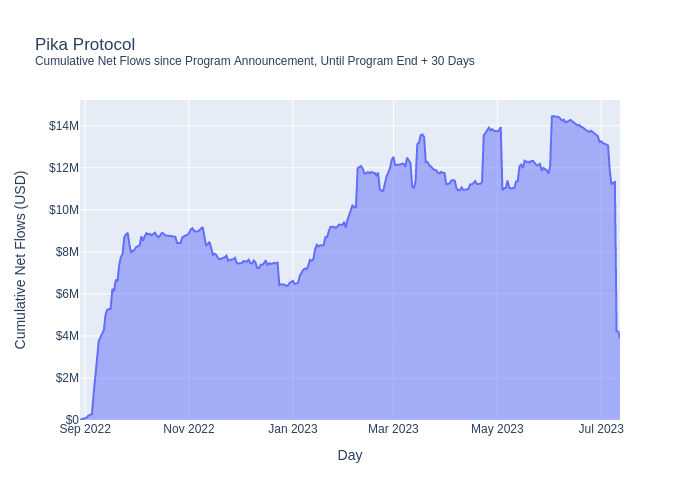 Pika Protocol
Cumulative Net Flows since Program Announcement, Until Program End + 30 Days
Cumulative Net Flows (USD)
$14M
$12M
$10M
$8M
$6M
$4M
$2M
$0
Sep 2022 Nov 2022 Jan 2023 Mar 2023 May 2023 Jul 2023
Day